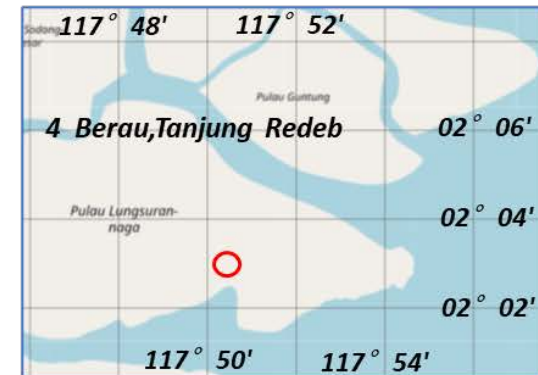 117° 48'
117° 52'
Pulau Guntung
4 Berau,Tanjung Redeb
02° 06'
Pulau Lungsuran-
naga
02° 04'
02° 02'
117° 50'
117° 54'